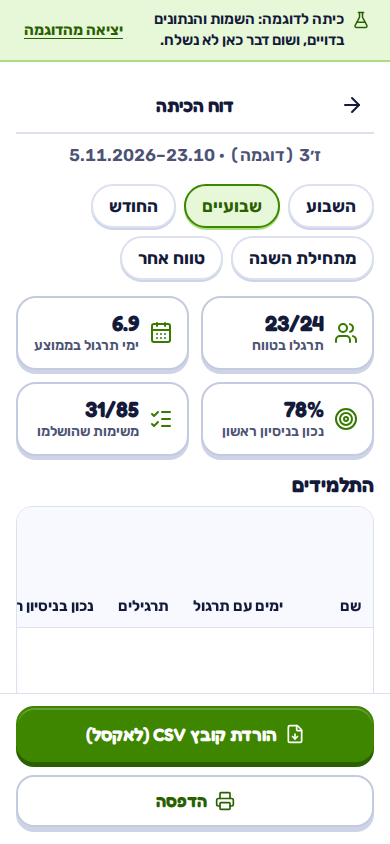 כיתה לדוגמה: השמות והנתונים
בדויים, ושום דבר כאן לא נשלח.
יציאה מהדוגמה
דוח הכיתה
ז׳3 (דוגמה) • 23.10–5.11.2026
השבוע
שבועיים
החודש
מתחילת השנה
טווח אחר
23/24
תרגלו בטווח
6.9
ימי תרגול בממוצע
78%
נכון בניסיון ראשון
31/85
משימות שהושלמו
התלמידים
שם ימים עם תרגול תרגילים נכון בניסיון
הורדת קובץ CSV (לאקסל)
הדפסה